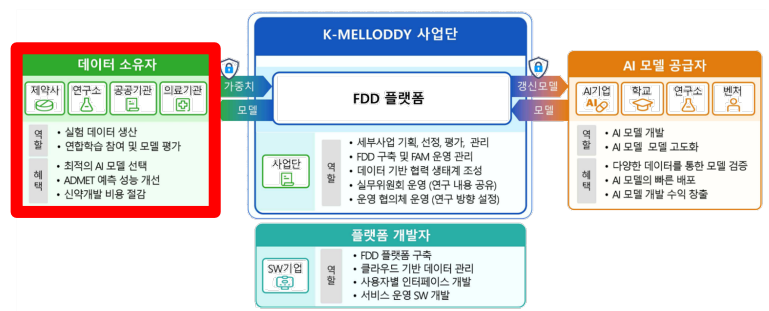 데이터 소유자
제약사 연구소 공공기관 의료기관
역할
• 실험 데이터 생산
• 연합학습 참여 및 모델 평가
혜택
• 최적의 AI 모델 선택
• ADMET 예측 성능 개선
• 신약개발 비용 절감
가중치
모델
K-MELLODDY 사업단
FDD 플랫폼
사업단
역할
• 세부사업 기획, 선정, 평가, 관리
• FDD 구축 및 FAM 운영 관리
• 데이터 기반 협력 생태계 조성
• 실무위원회 운영 (연구 내용 공유)
• 운영 협의체 운영 (연구 방향 설정)
갱신모델
모델
AI 모델 공급자
AI기업 학교 연구소 벤처
AI
역할
• AI 모델 개발
• AI 모델 모델 고도화
혜택
• 다양한 데이터를 통한 모델 검증
• AI 모델의 빠른 배포
• AI 모델 개발 수익 창출
플랫폼 개발자
SW기업
역할
• FDD 플랫폼 구축
• 클라우드 기반 데이터 관리
• 사용자별 인터페이스 개발
• 서비스 운영 SW 개발